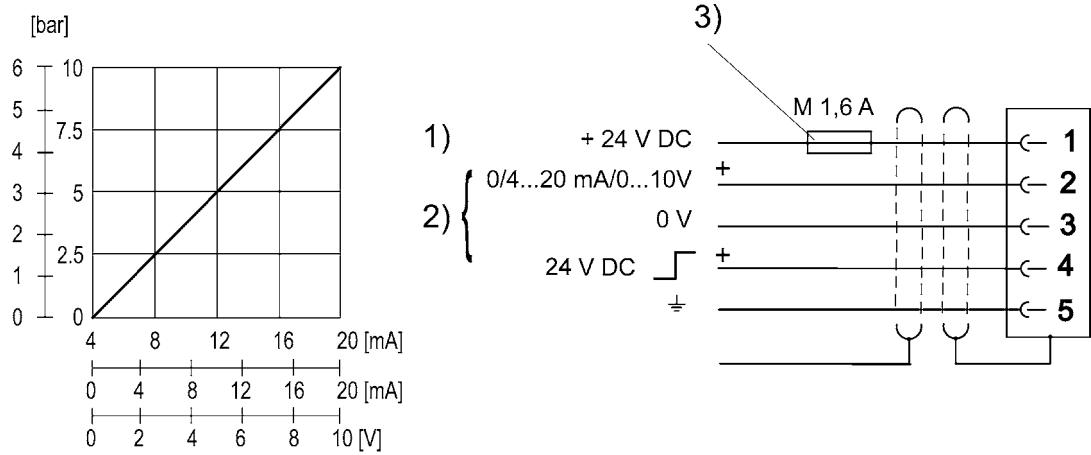 [bar]
6 10
5
7.5
4
3 5
2
2.5
1
0 0
4 8 12 16 20 [mA]
0 4 8 12 16 20 [mA]
0 2 4 6 8 10 [V]
3)
M 1,6 A
1) + 24 V DC 1
2) { 0/4...20 mA/0...10V + 2
0 V 3
24 V DC + 4
5